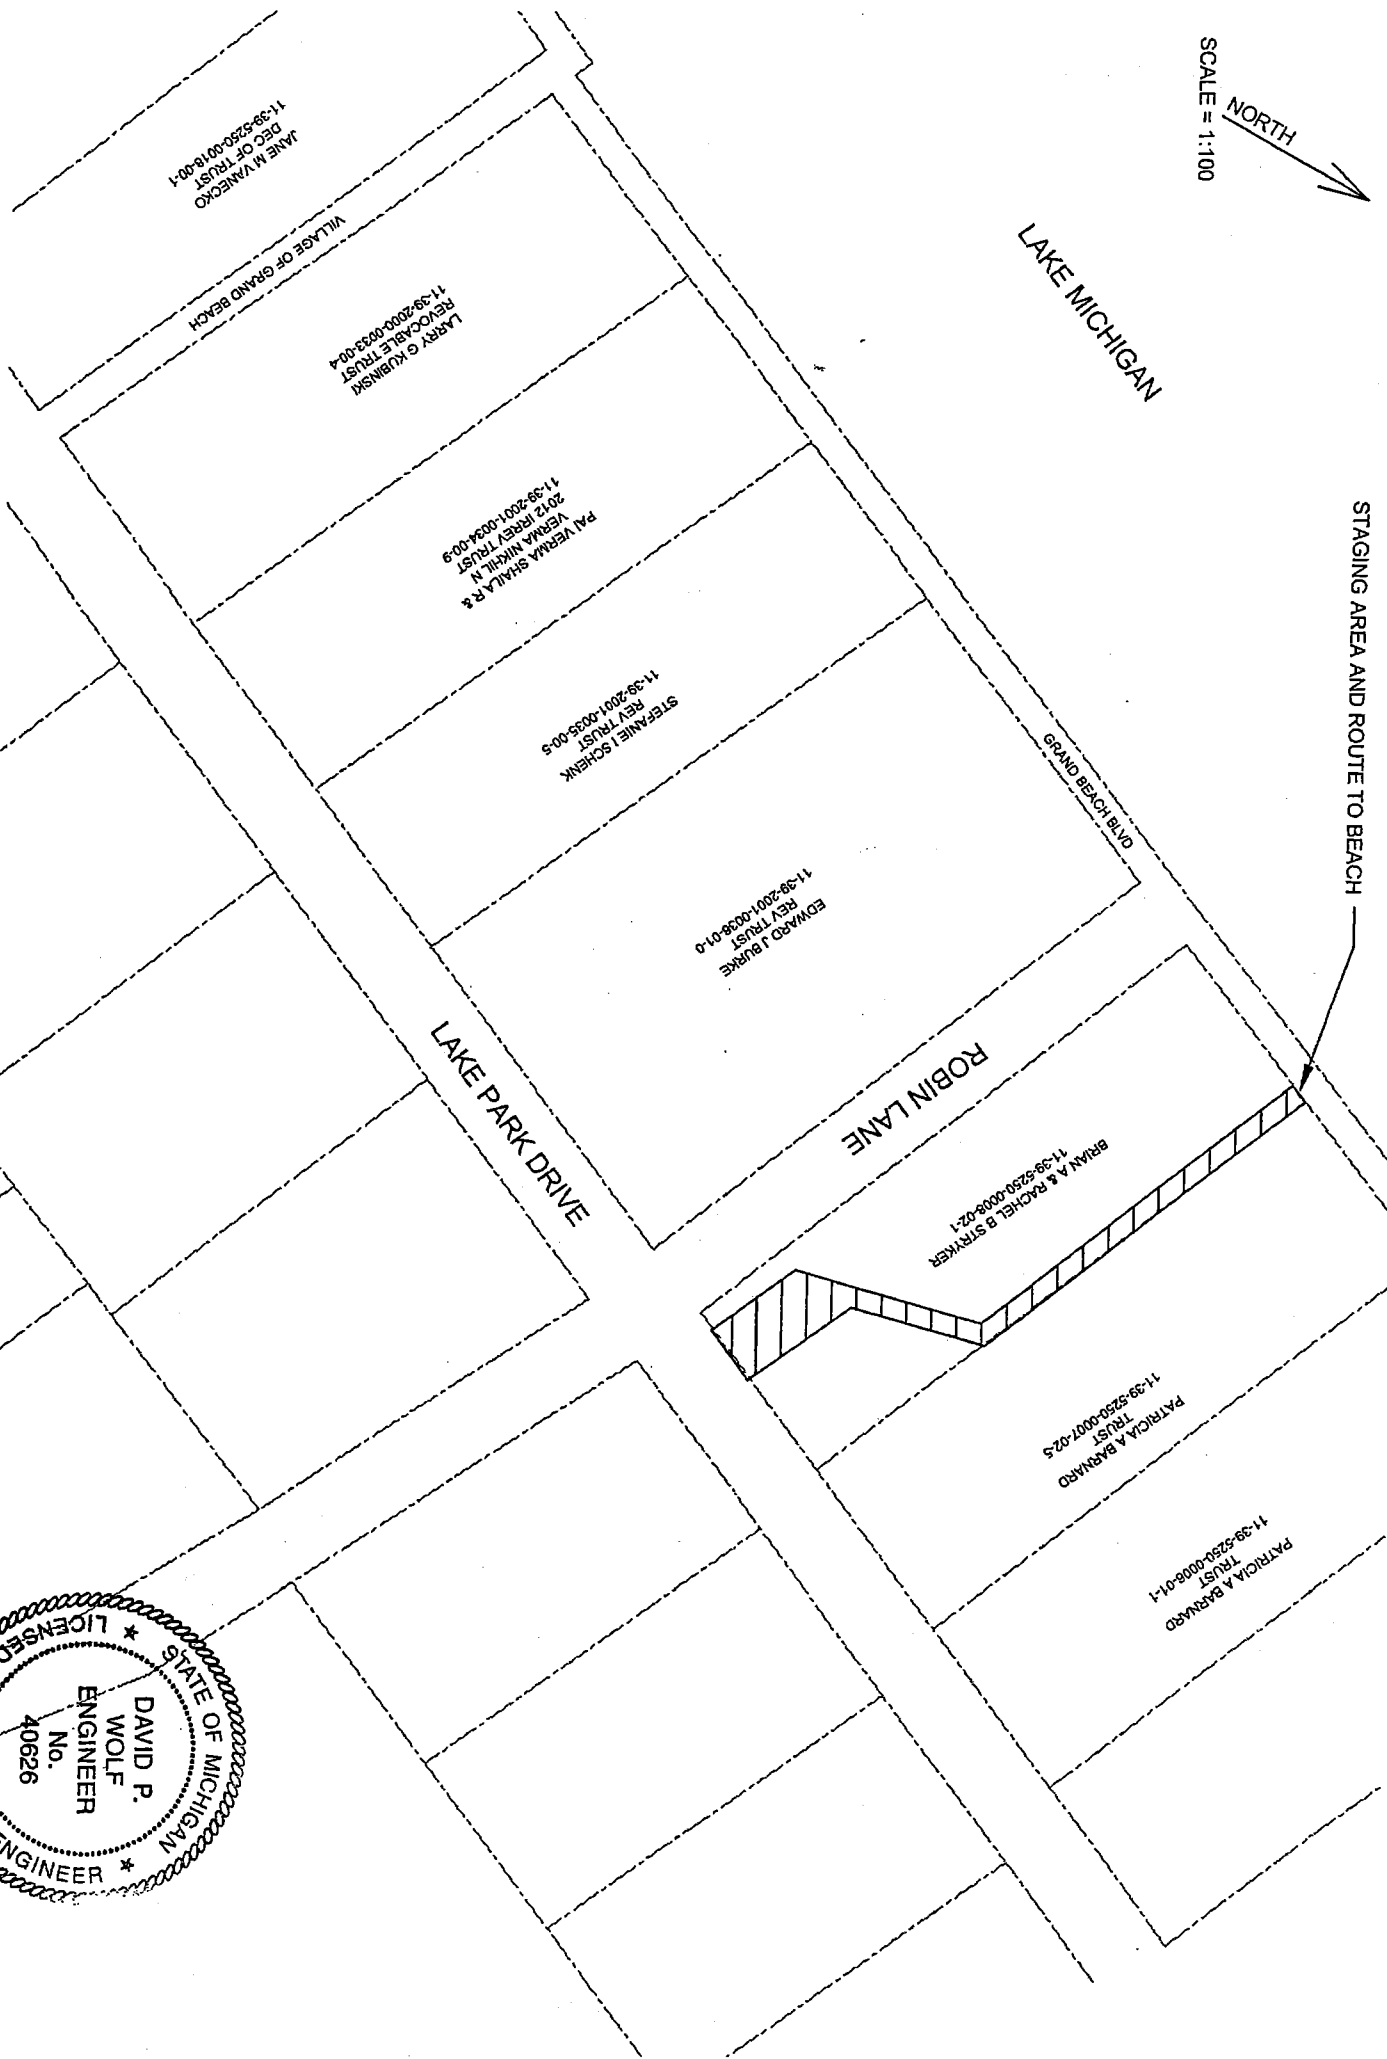 SCALE = 1:100
NORTH
LAKE MICHIGAN
STAGING AREA AND ROUTE TO BEACH
JANE M VANECKO
DEC OF TRUST
11-39-5250-0018-00-1
VILLAGE OF GRAND BEACH
LARRY G KUBINSKI
REVOCABLE TRUST
11-39-2000-0033-00-4
PAI VERMA SHAILA R &
VERMA NIKHIL N
2012 IRREV TRUST
11-39-2001-0034-00-9
STEFANIE I SCHENK
REV TRUST
11-39-2001-0035-00-5
GRAND BEACH BLVD
EDWARD J BURKE
REV TRUST
11-39-2001-0036-01-0
ROBIN LANE
LAKE PARK DRIVE
BRIAN A & RACHEL B STRYKER
11-39-5250-0008-02-1
PATRICIA A BARNARD
TRUST
11-39-5250-0007-02-5
PATRICIA A BARNARD
TRUST
11-39-5250-0006-01-1
STATE OF MICHIGAN
DAVID P.
WOLF
ENGINEER
No.
40626
LICENSED
ENGINEER